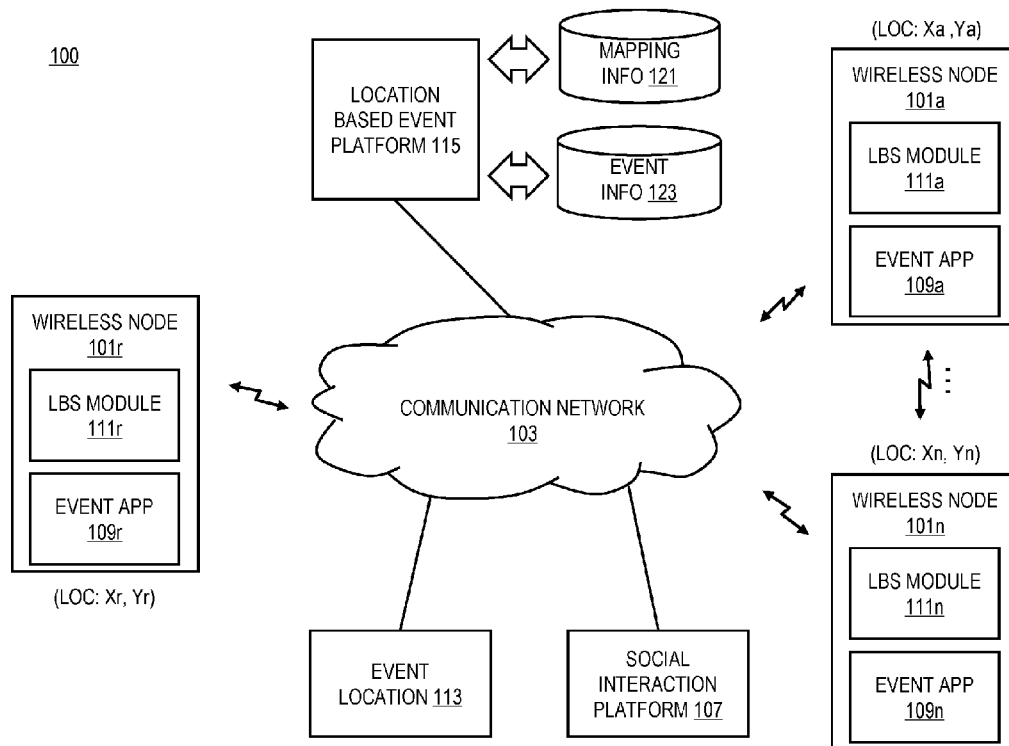 100
LOCATION
BASED EVENT
PLATFORM 115
MAPPING
INFO 121
EVENT
INFO 123
(LOC: Xa ,Ya)
WIRELESS NODE
101a
LBS MODULE
111a
EVENT APP
109a
WIRELESS NODE
101r
LBS MODULE
111r
EVENT APP
109r
(LOC: Xr, Yr)
COMMUNICATION NETWORK
103
(LOC: Xn, Yn)
WIRELESS NODE
101n
LBS MODULE
111n
EVENT APP
109n
EVENT
LOCATION 113
SOCIAL
INTERACTION
PLATFORM 107